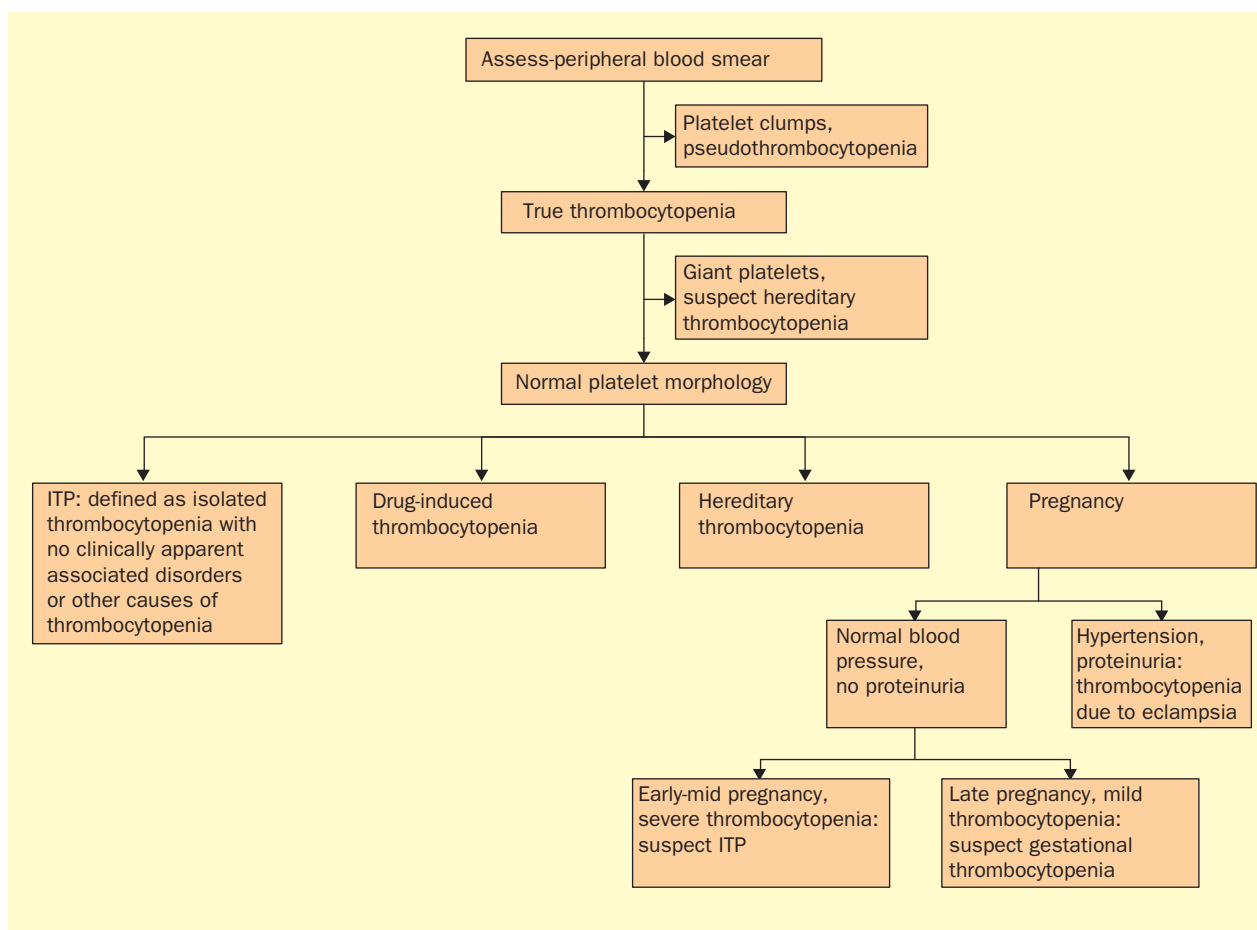 Assess-peripheral blood smear
Platelet clumps,
pseudothrombocytopenia
True thrombocytopenia
Giant platelets,
suspect hereditary
thrombocytopenia
Normal platelet morphology
ITP: defined as isolated
thrombocytopenia with
no clinically apparent
associated disorders
or other causes of
thrombocytopenia
Drug-induced
thrombocytopenia
Hereditary
thrombocytopenia
Pregnancy
Normal blood
pressure,
no proteinuria
Hypertension,
proteinuria:
thrombocytopenia
due to eclampsia
Early-mid pregnancy,
severe thrombocytopenia:
suspect ITP
Late pregnancy, mild
thrombocytopenia:
suspect gestational
thrombocytopenia